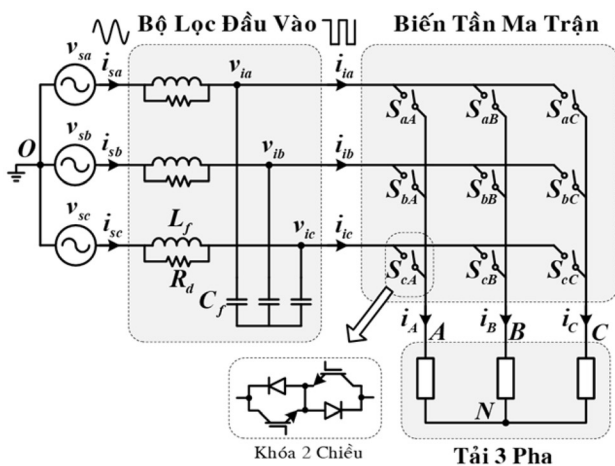 Bộ Lọc Đầu Vào
Biến Tần Ma Trận
v_sa
i_sa
v_ia
i_ia
S_aA
S_aB
S_aC
O
v_sb
i_sb
v_ib
i_ib
S_bA
S_bB
S_bC
v_sc
i_sc
L_f
R_d
v_ic
i_ic
S_cA
S_cB
S_cC
C_f
i_A
A
i_B
B
i_C
C
N
Khóa 2 Chiều
Tải 3 Pha